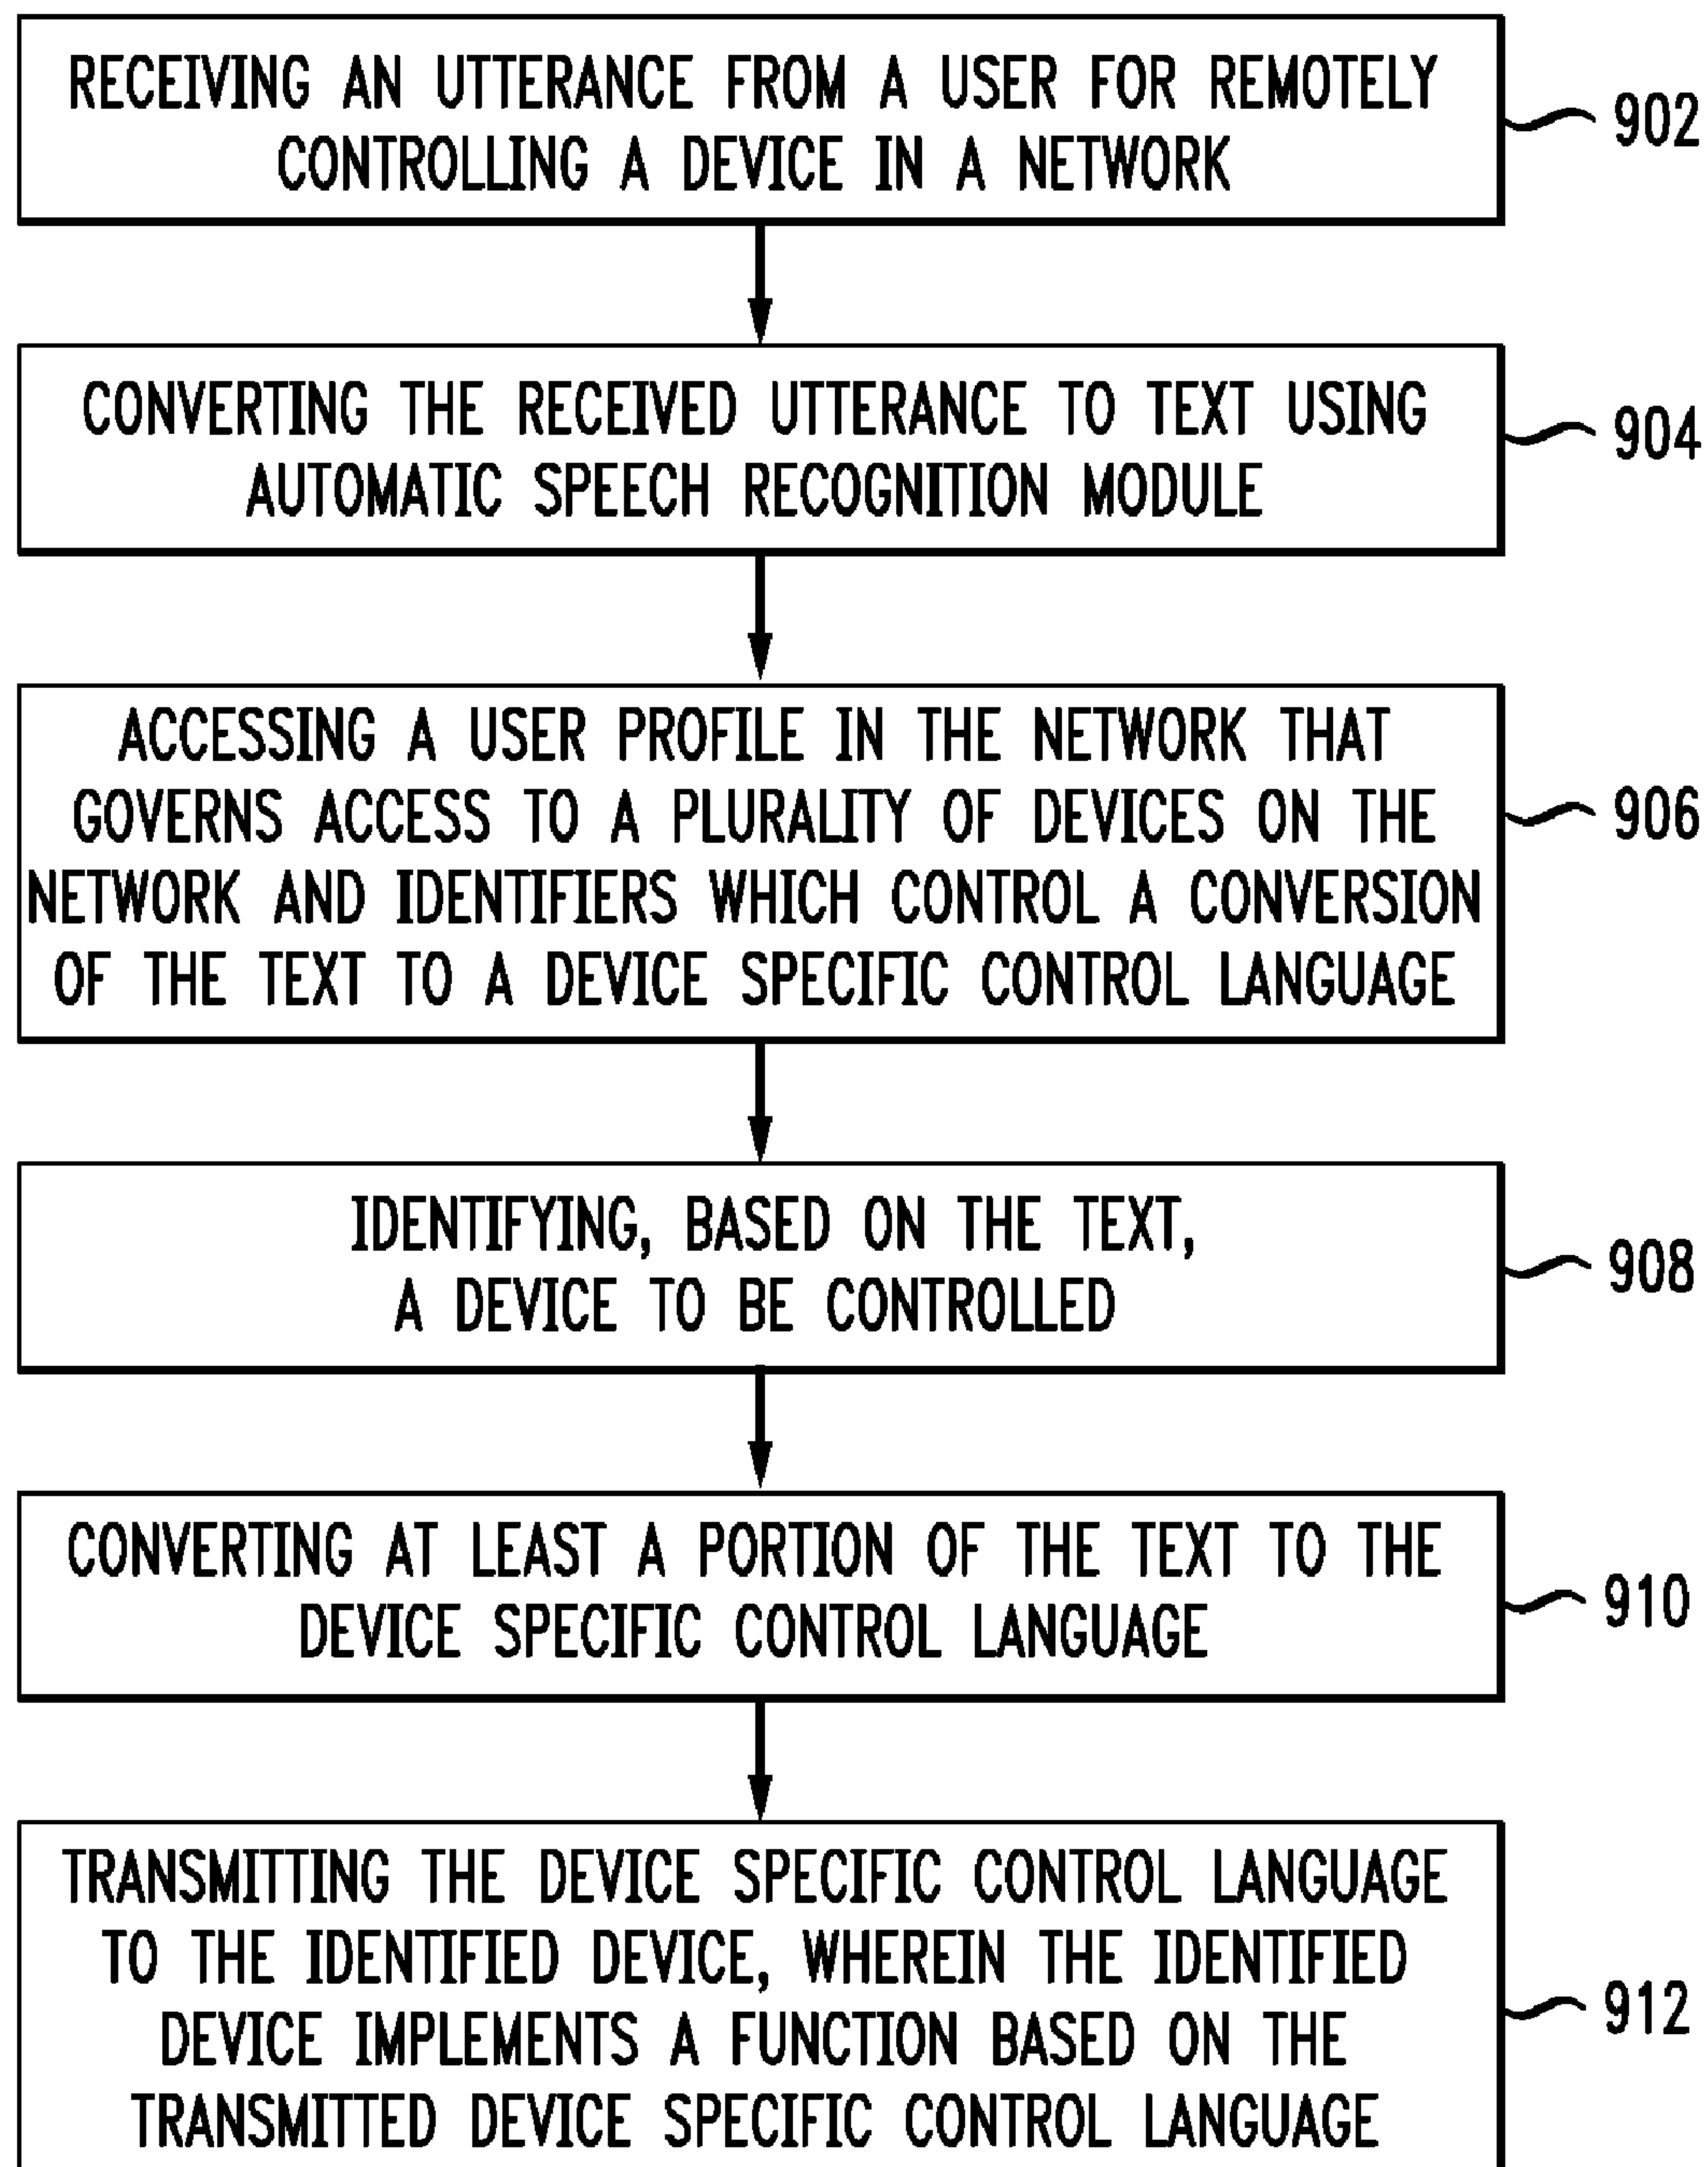 RECEIVING AN UTTERANCE FROM A USER FOR REMOTELY
CONTROLLING A DEVICE IN A NETWORK
902
CONVERTING THE RECEIVED UTTERANCE TO TEXT USING
AUTOMATIC SPEECH RECOGNITION MODULE
904
ACCESSING A USER PROFILE IN THE NETWORK THAT
GOVERNS ACCESS TO A PLURALITY OF DEVICES ON THE
NETWORK AND IDENTIFIERS WHICH CONTROL A CONVERSION
OF THE TEXT TO A DEVICE SPECIFIC CONTROL LANGUAGE
906
IDENTIFYING, BASED ON THE TEXT,
A DEVICE TO BE CONTROLLED
908
CONVERTING AT LEAST A PORTION OF THE TEXT TO THE
DEVICE SPECIFIC CONTROL LANGUAGE
910
TRANSMITTING THE DEVICE SPECIFIC CONTROL LANGUAGE
TO THE IDENTIFIED DEVICE, WHEREIN THE IDENTIFIED
DEVICE IMPLEMENTS A FUNCTION BASED ON THE
TRANSMITTED DEVICE SPECIFIC CONTROL LANGUAGE
912